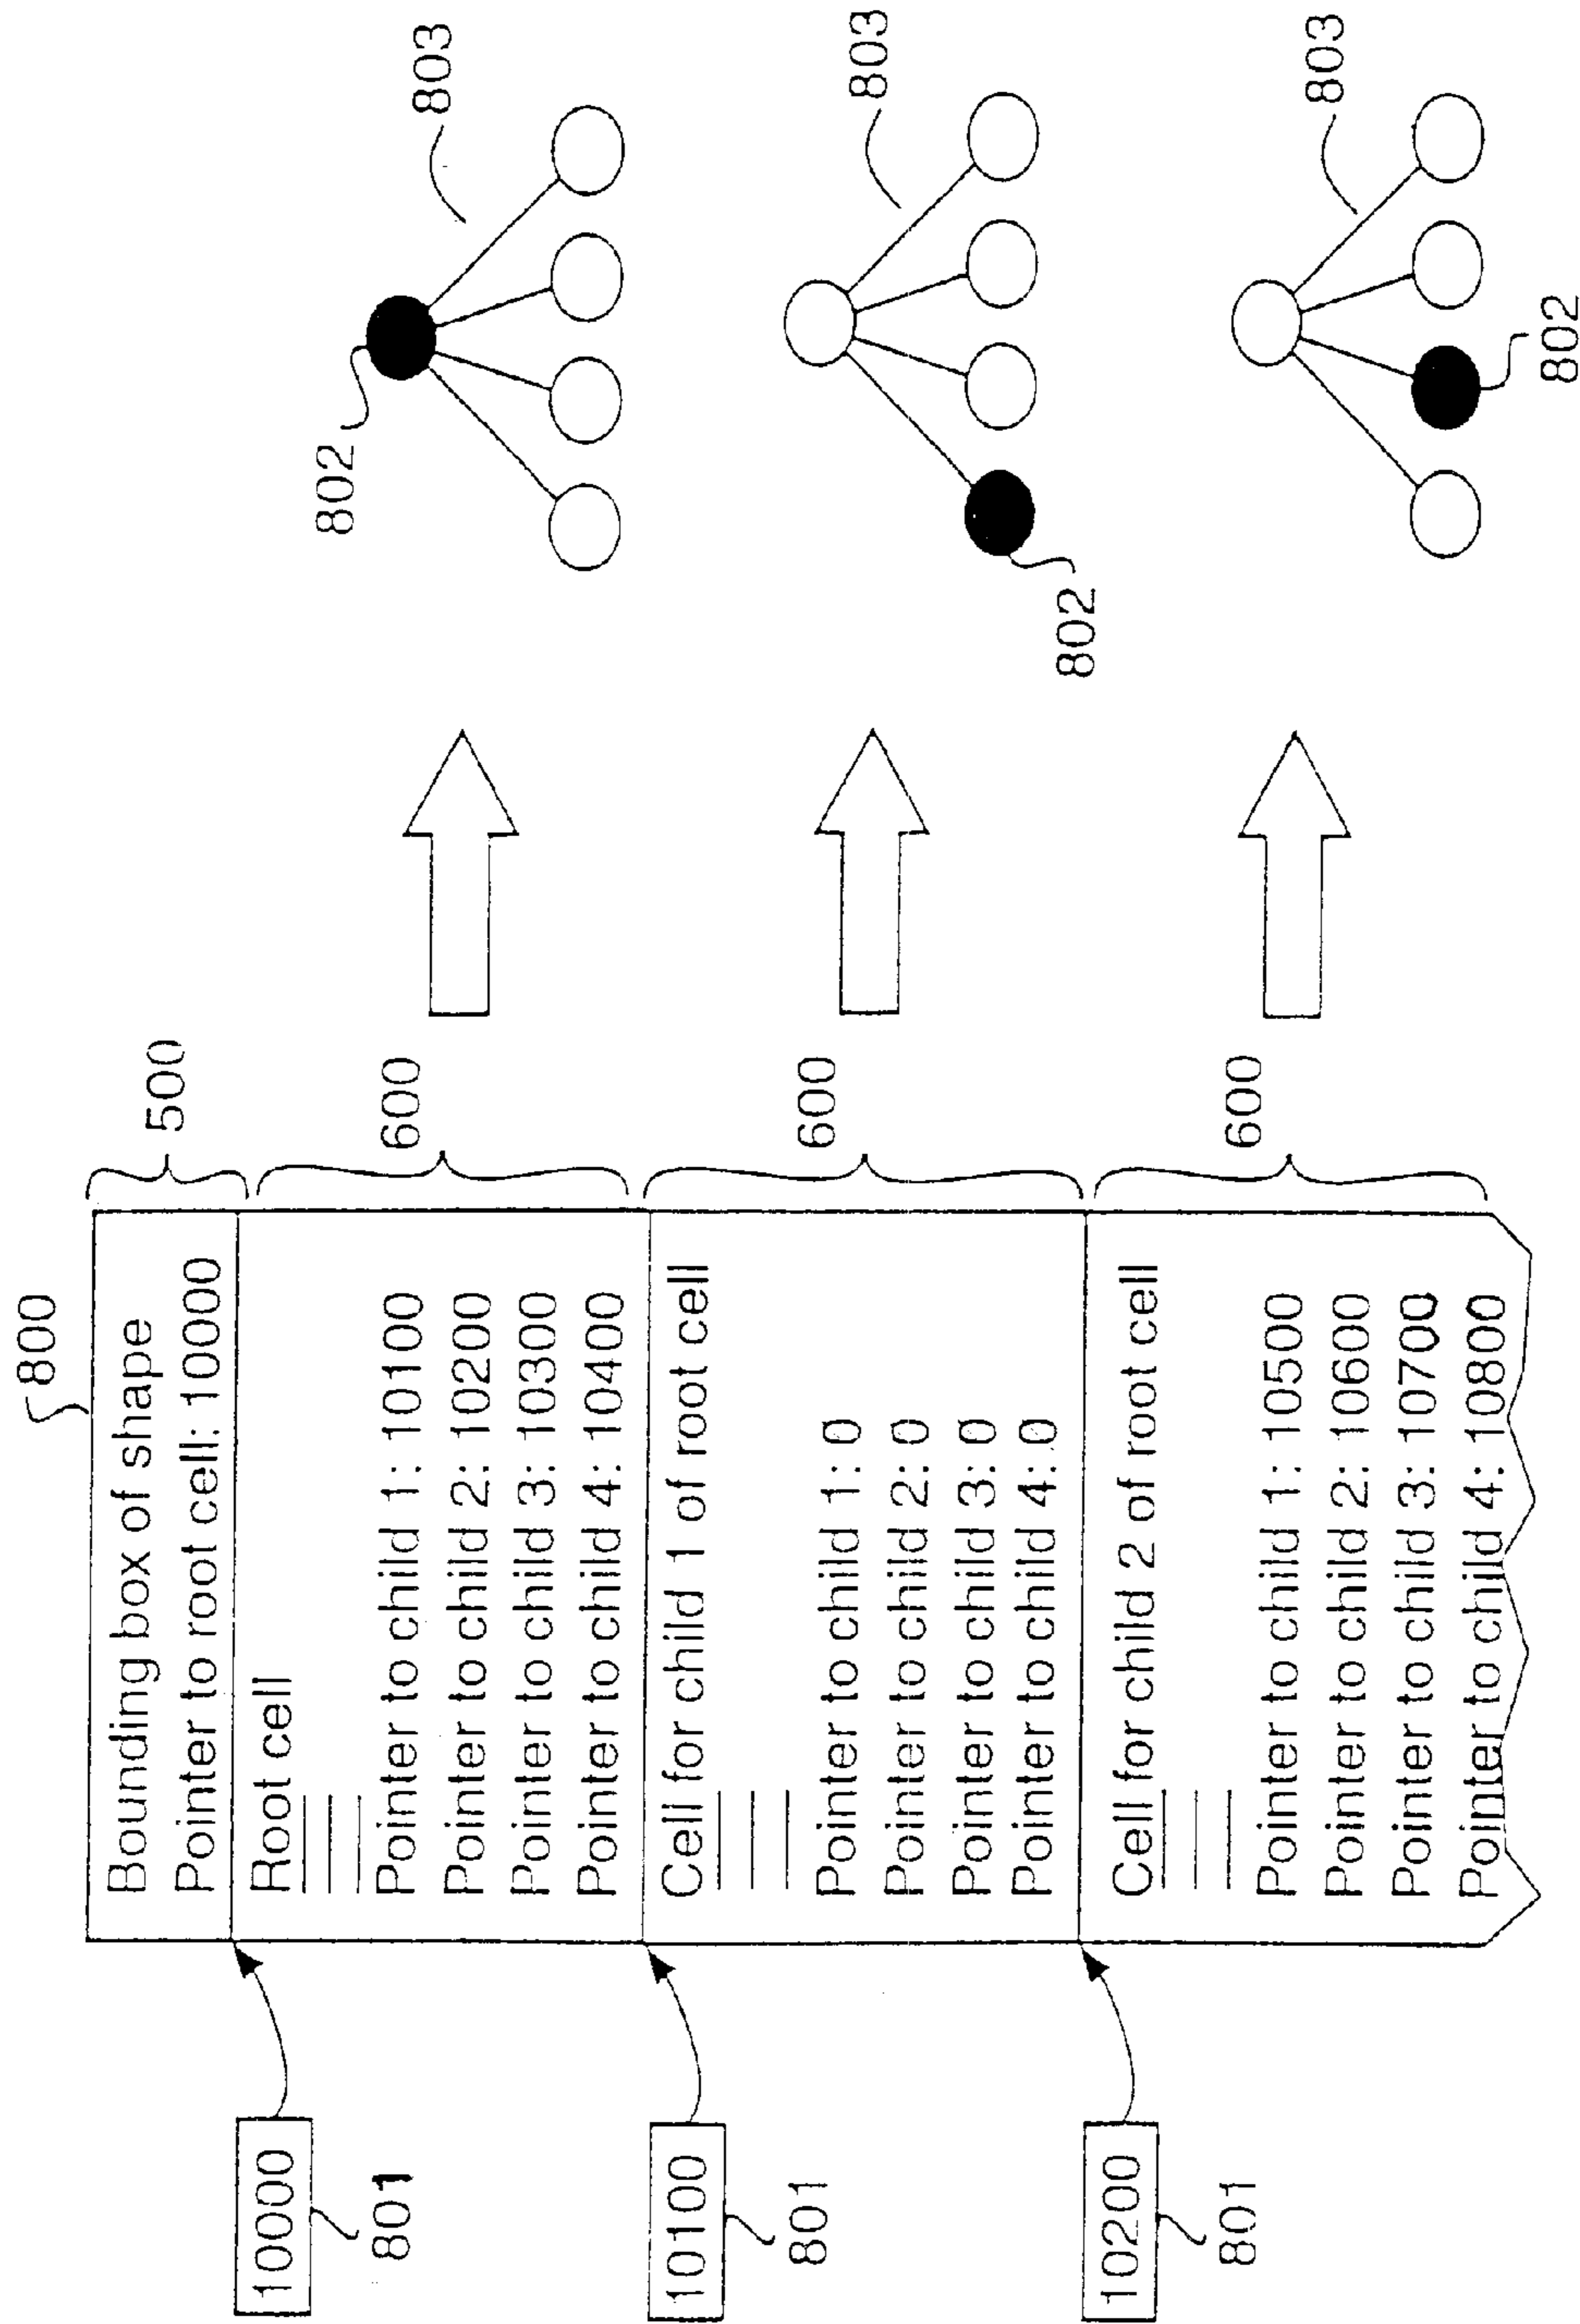 800
Bounding box of shape
Pointer to root cell: 10000
500
10000
801
Root cell
Pointer to child 1: 10100
Pointer to child 2: 10200
Pointer to child 3: 10300
Pointer to child 4: 10400
600
802
803
10100
801
Cell for child 1 of root cell
Pointer to child 1: 0
Pointer to child 2: 0
Pointer to child 3: 0
Pointer to child 4: 0
600
802
803
10200
801
Cell for child 2 of root cell
Pointer to child 1: 10500
Pointer to child 2: 10600
Pointer to child 3: 10700
Pointer to child 4: 10800
600
802
803